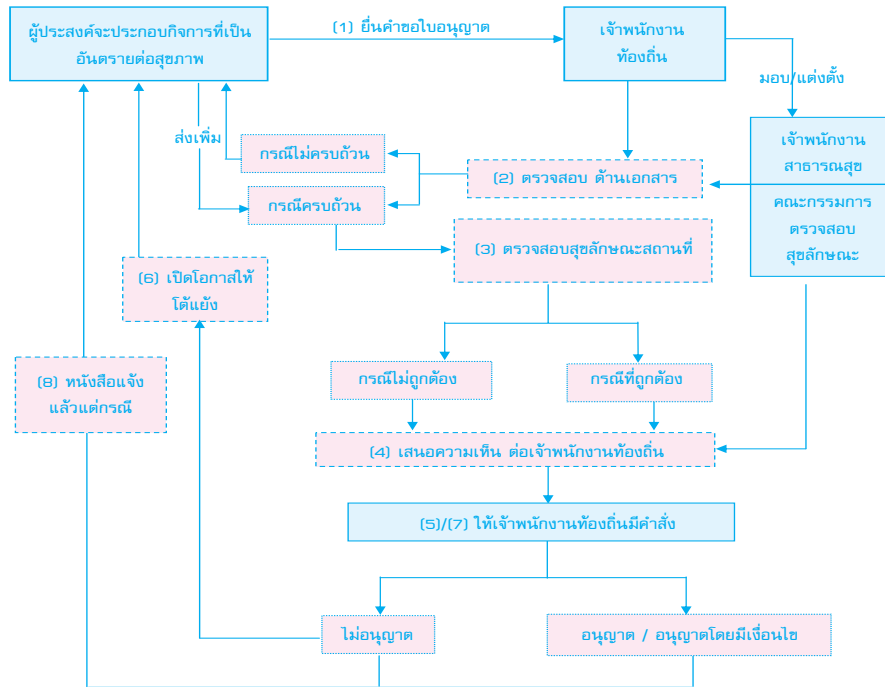 ผู้ประสงค์จะประกอบกิจการที่เป็น
อันตรายต่อสุขภาพ
(1) ยื่นคำขอใบอนุญาต
เจ้าพนักงาน
ท้องถิ่น
มอบ/แต่งตั้ง
ส่งเพิ่ม
เจ้าพนักงาน
สาธารณสุข
คณะกรรมการ
ตรวจสอบ
สุขลักษณะ
กรณีไม่ครบถ้วน
(2) ตรวจสอบ ด้านเอกสาร
กรณีครบถ้วน
(3) ตรวจสอบสุขลักษณะสถานที่
(6) เปิดโอกาสให้
โต้แย้ง
(8) ทนังสือแจ้ง
แล้วแต่กรณี
กรณีไม่ถูกต้อง
กรณีที่ถูกต้อง
(4) เสนอความเห็น ต่อเจ้าพนักงานท้องถิ่น
(5)/(7) ให้เจ้าพนักงานท้องถิ่นมีคำสั่ง
ไม่อนุญาต
อนุญาต / อนุญาตโดยมีเงื่อนไข